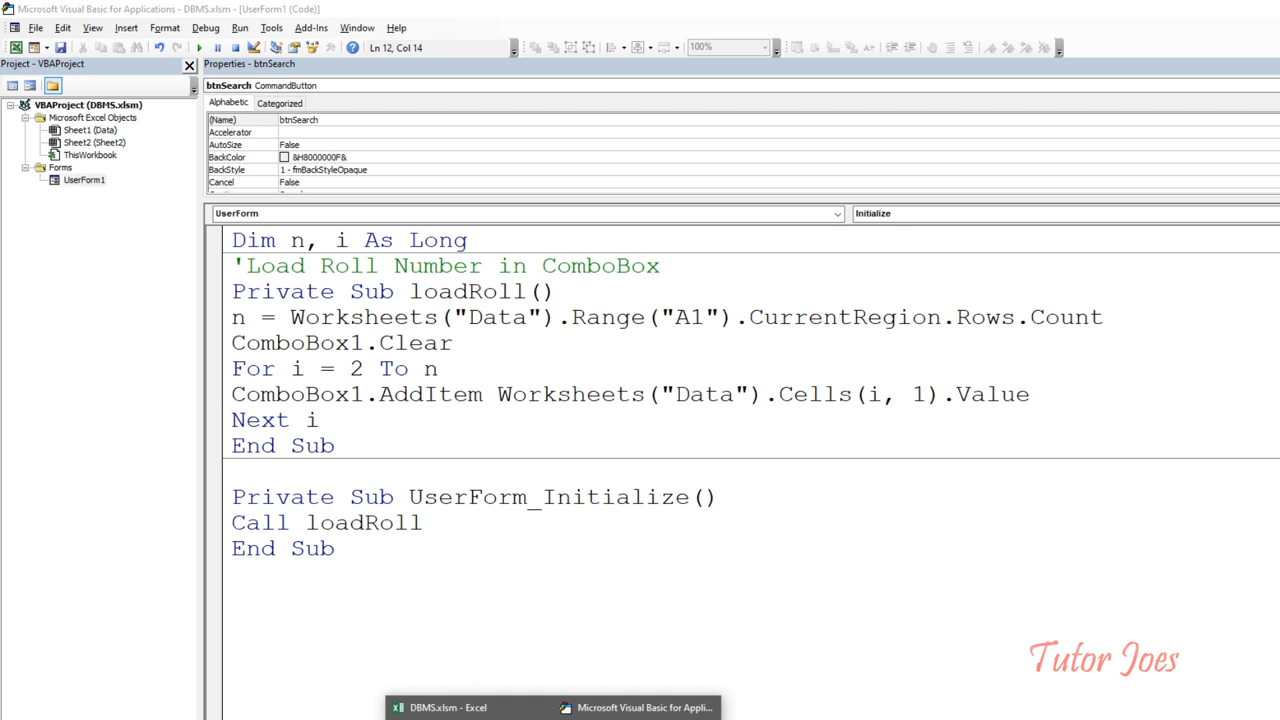 Microsoft Visual Basic for Applications - DBMS.xlsm - [UserForm1 (Code)]
File Edit View Insert Format Debug Run Tools Add-Ins Window Help
Ln 12, Col 14
100%
Project - VBAProject
VBAProject (DBMS.xlsm)
Microsoft Excel Objects
Sheet1 (Data)
Sheet2 (Sheet2)
ThisWorkbook
Forms
UserForm1
Properties - btnSearch
btnSearch CommandButton
Alphabetic Categorized
(Name) btnSearch
Accelerator
AutoSize False
BackColor &H8000000F&
BackStyle 1 - fmBackStyleOpaque
Cancel False
UserForm Initialize
Dim n, i As Long
'Load Roll Number in ComboBox
Private Sub loadRoll()
n = Worksheets("Data").Range("A1").CurrentRegion.Rows.Count
ComboBox1.Clear
For i = 2 To n
ComboBox1.AddItem Worksheets("Data").Cells(i, 1).Value
Next i
End Sub
Private Sub UserForm_Initialize()
Call loadRoll
End Sub
Tutor Joes
DBMS.xlsm - Excel
Microsoft Visual Basic for Appli...